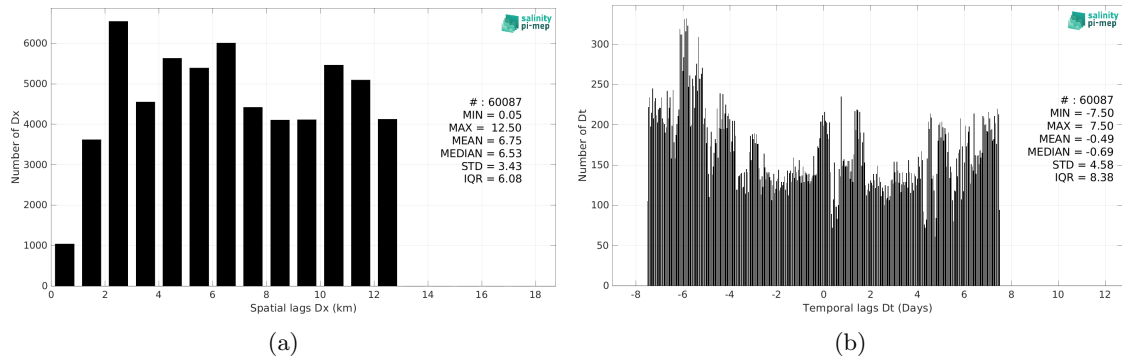 salinity
pi-mep
6000
5000
4000
3000
2000
1000
0
Number of Dx
# : 60087
MIN = 0.05
MAX = 12.50
MEAN = 6.75
MEDIAN = 6.53
STD = 3.43
IQR = 6.08
0 2 4 6 8 10 12 14 16 18
Spatial lags Dx (km)
(a)
salinity
pi-mep
300
250
200
150
100
50
0
Number of Dt
# : 60087
MIN = -7.50
MAX = 7.50
MEAN = -0.49
MEDIAN = -0.69
STD = 4.58
IQR = 8.38
-8 -6 -4 -2 0 2 4 6 8 10 12
Temporal lags Dt (Days)
(b)